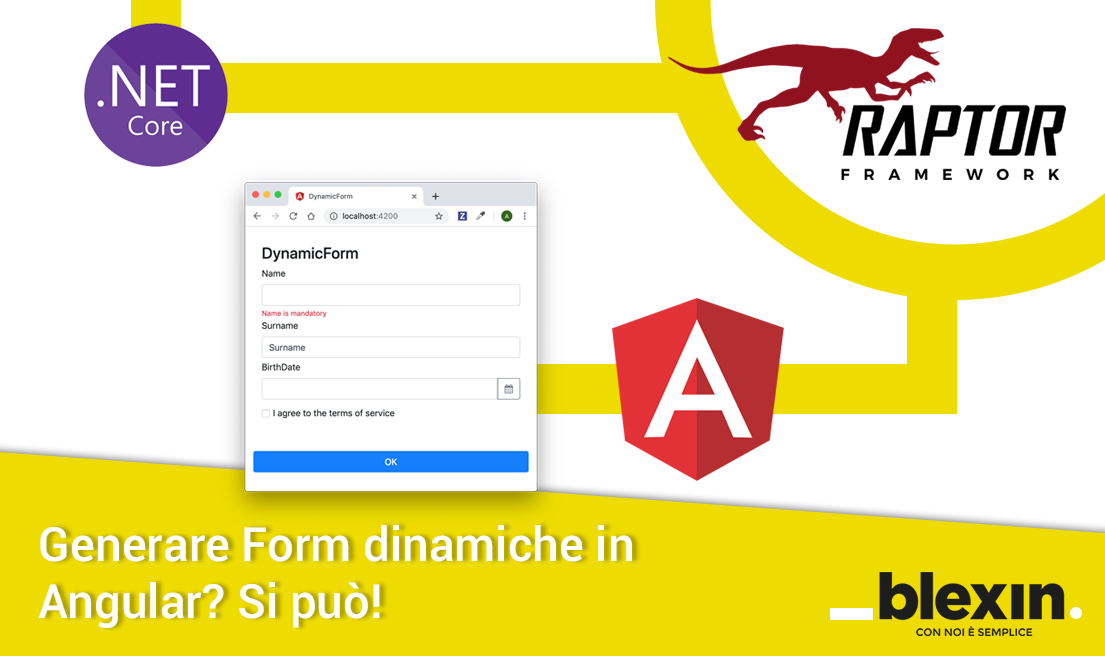 .NET
Core
RAPTOR
FRAMEWORK
DynamicForm
localhost:4200
Z
A
DynamicForm
Name
Name is mandatory
Surname
Surname
BirthDate
I agree to the terms of service
OK
A
Generare Form dinamiche in
Angular? Si può!
blexin.
CON NOI È SEMPLICE